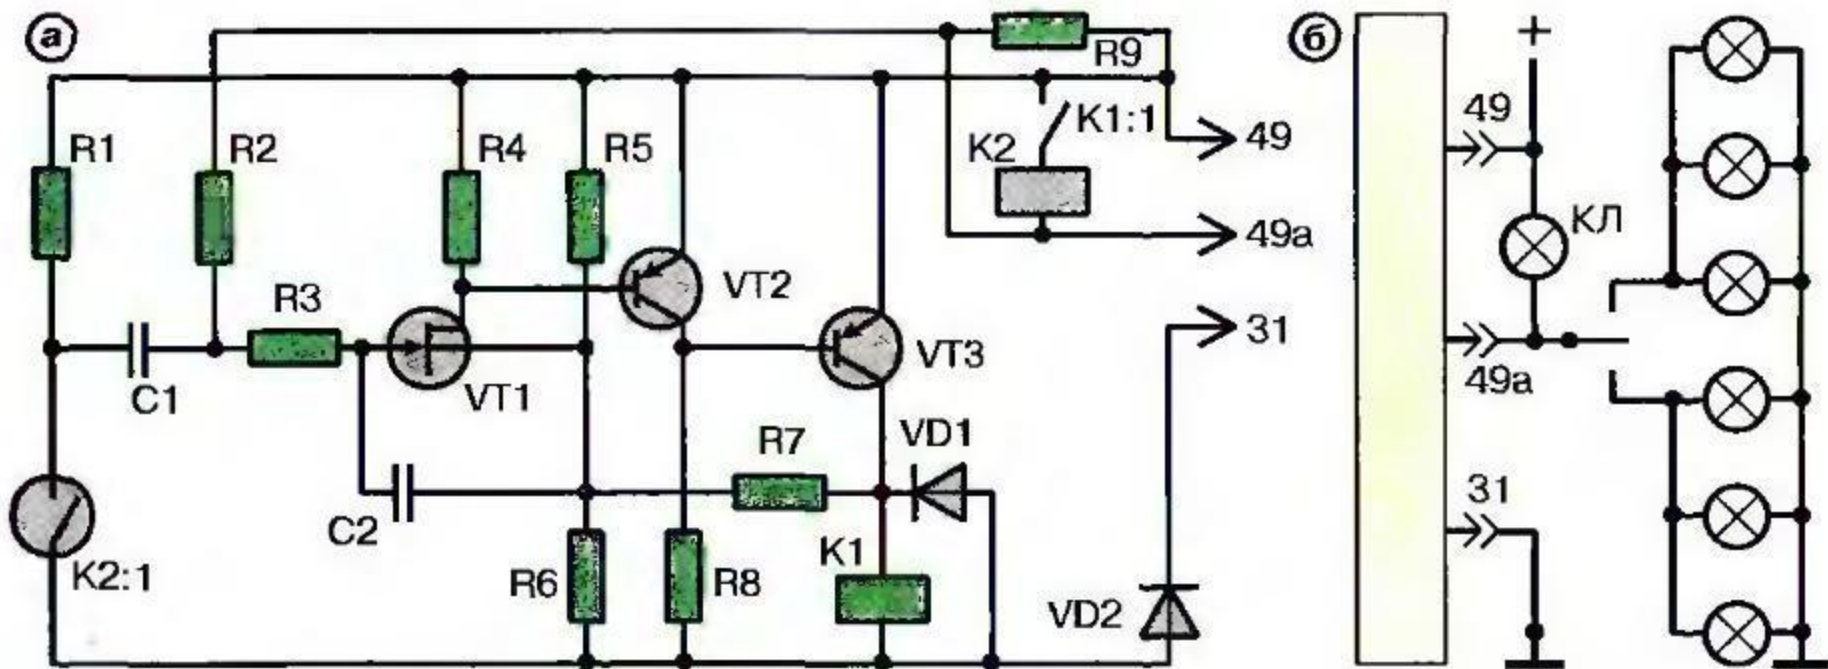 а
R9
б
+
R1
R2
R4
R5
K2
K1:1
49
49
КЛ
R3
VT2
49а
C1
VT1
VT3
31
49а
R7
VD1
31
C2
K2:1
R6
R8
K1
VD2